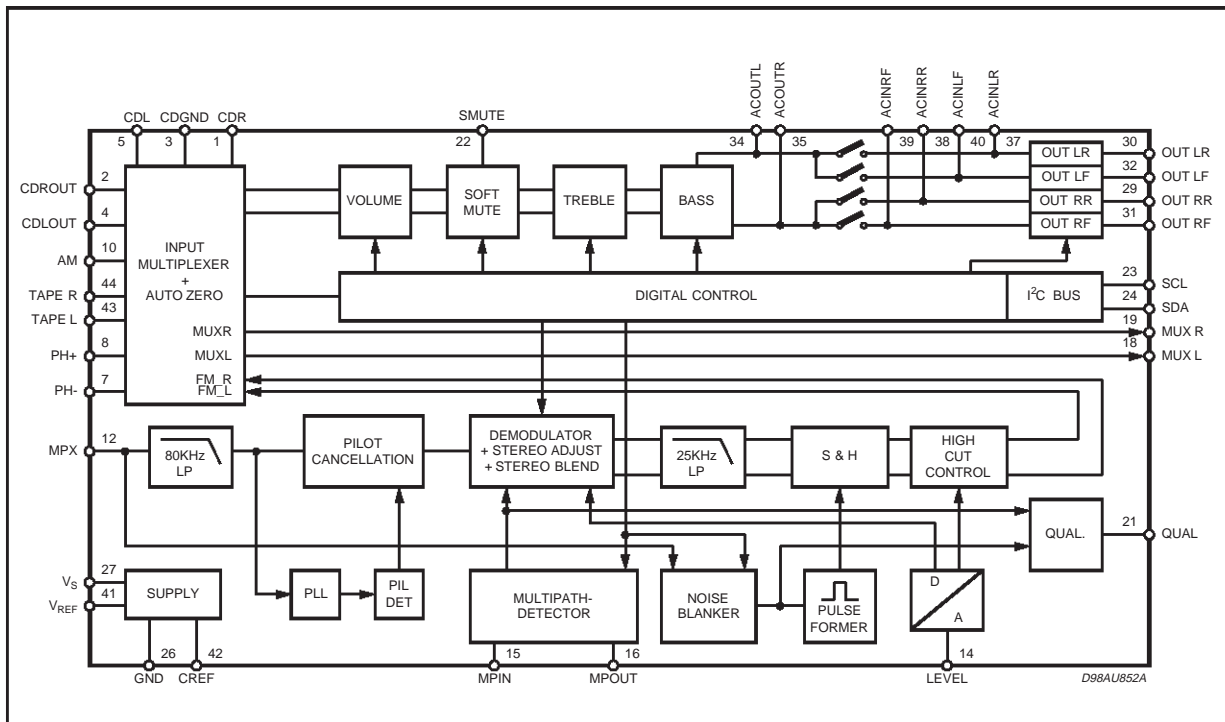 ACOUTL
ACOUTR
ACINRF
ACINRR
ACINLF
ACINLR
CDL
CDGND
CDR
SMUTE
5
3
1
22
34
35
39
38
40
37
30
CDROUT
2
OUT LR
OUT LR
32
OUT LF
OUT LF
VOLUME
SOFT
MUTE
TREBLE
BASS
29
OUT RR
OUT RR
CDLOUT
4
31
OUT RF
OUT RF
AM
10
INPUT
MULTIPLEXER
+
AUTO ZERO
TAPE R
44
TAPE L
43
DIGITAL CONTROL
I2C BUS
23
SCL
24
SDA
19
MUXR
MUX R
18
PH+
8
MUXL
MUX L
PH-
7
FM_R
FM_L
MPX
12
80KHz
LP
PILOT
CANCELLATION
DEMODULATOR
+ STEREO ADJUST
+ STEREO BLEND
25KHz
LP
S & H
HIGH
CUT
CONTROL
QUAL.
21
QUAL
VS
27
VREF
41
SUPPLY
PLL
PIL
DET
MULTIPATH-
DETECTOR
NOISE
BLANKER
PULSE
FORMER
D
A
26
42
15
16
14
GND
CREF
MPIN
MPOUT
LEVEL
D98AU852A